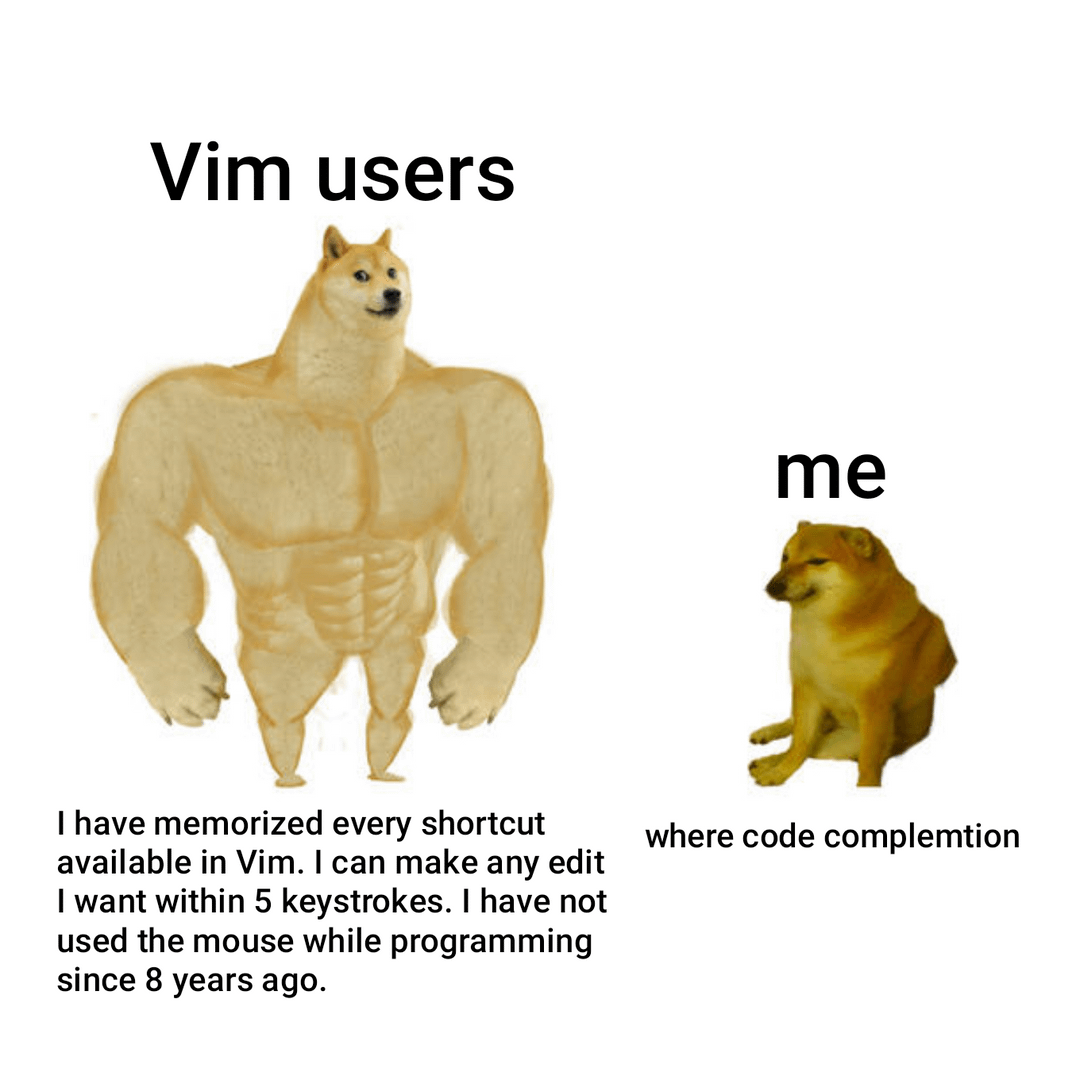 Vim users
me
I have memorized every shortcut
available in Vim. I can make any edit
I want within 5 keystrokes. I have not
used the mouse while programming
since 8 years ago.
where code complemtion